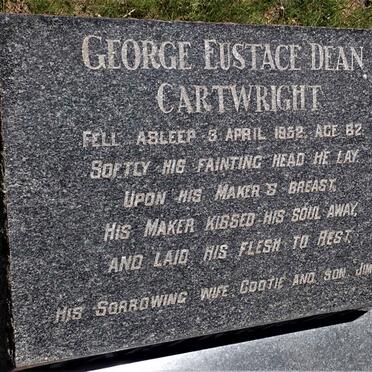 GEORGE EUSTACE DEAN
CARTWRIGHT
FELL ASLEEP 3 APRIL 1952, AGE 82.
SOFTLY HIS FAINTING HEAD HE LAY
UPON HIS MAKER'S BREAST,
HIS MAKER KISSED HIS SOUL AWAY,
AND LAID HIS FLESH TO REST.
HIS SORROWING WIFE COOTIE AND SON JIM